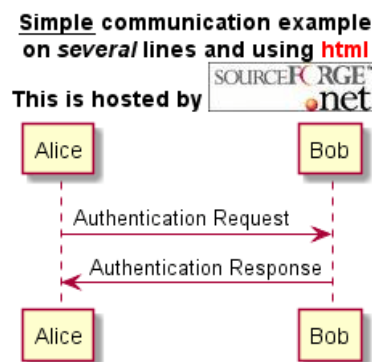 Simple communication example
on several lines and using html
This is hosted by SOURCEFORGE
.net
Alice Bob
Authentication Request
Authentication Response
Alice Bob